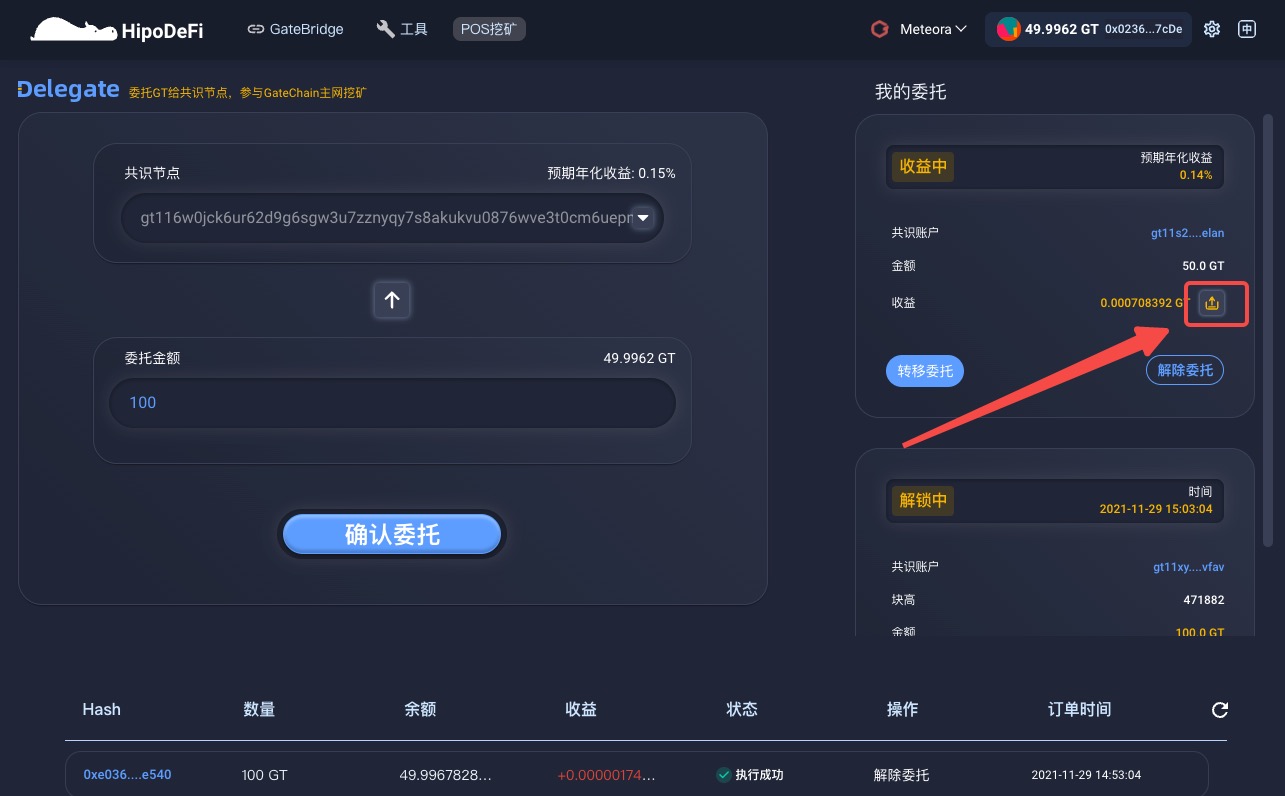 HipoDeFi
GateBridge
工具
POS挖矿
Meteora
49.9962 GT 0x0236...7cDe
中
Delegate 委托GT给共识节点，参与GateChain主网挖矿
共识节点 预期年化收益: 0.15%
gt116w0jck6ur62d9g6sgw3u7zznyqy7s8akukvu0876wve3t0cm6uepr
委托金额 49.9962 GT
100
确认委托
我的委托
收益中
预期年化收益
0.14%
共识账户 gt11s2....elan
金额 50.0 GT
收益 0.000708392 GT
转移委托 解除委托
解锁中
时间
2021-11-29 15:03:04
共识账户 gt11xy....vfav
块高 471882
金额 100.0 GT
Hash 数量 余额 收益 状态 操作 订单时间
0xe036....e540 100 GT 49.9967828... +0.00000174... 执行成功 解除委托 2021-11-29 14:53:04